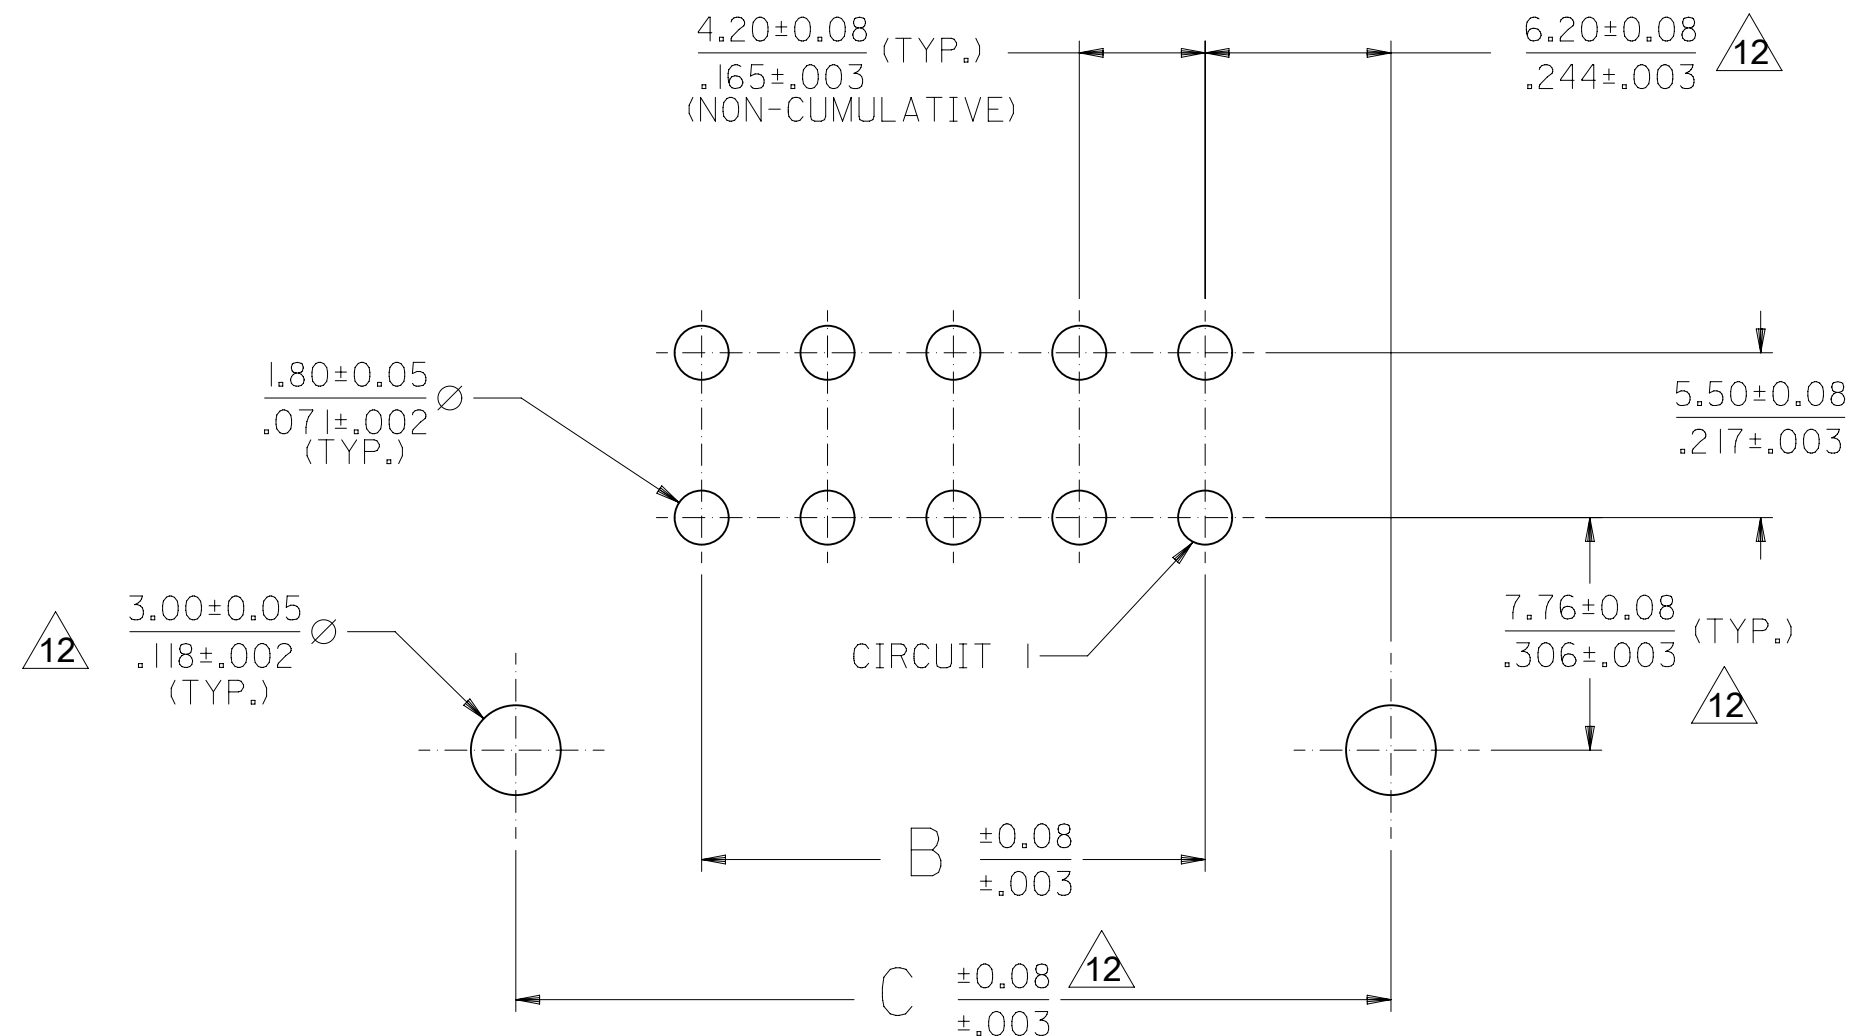 4.20±0.08 (TYP.)
.165±.003
(NON-CUMULATIVE)
6.20±0.08
.244±.003
12
1.80±0.05 ⌀
.071±.002
(TYP.)
5.50±0.08
.217±.003
12
3.00±0.05 ⌀
.118±.002
(TYP.)
CIRCUIT 1
7.76±0.08 (TYP.)
.306±.003
12
B ±0.08
±.003
C ±0.08
±.003
12